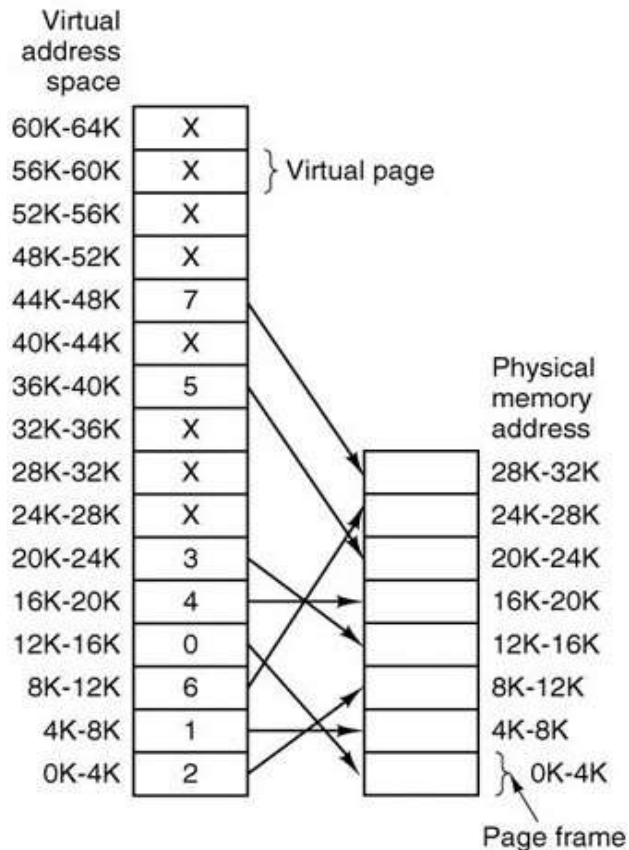 Virtual
address
space
60K-64K X
56K-60K X Virtual page
52K-56K X
48K-52K X
44K-48K 7
40K-44K X
36K-40K 5
32K-36K X
28K-32K X
24K-28K X
20K-24K 3
16K-20K 4
12K-16K 0
8K-12K 6
4K-8K 1
0K-4K 2
Physical
memory
address
28K-32K
24K-28K
20K-24K
16K-20K
12K-16K
8K-12K
4K-8K
0K-4K
Page frame